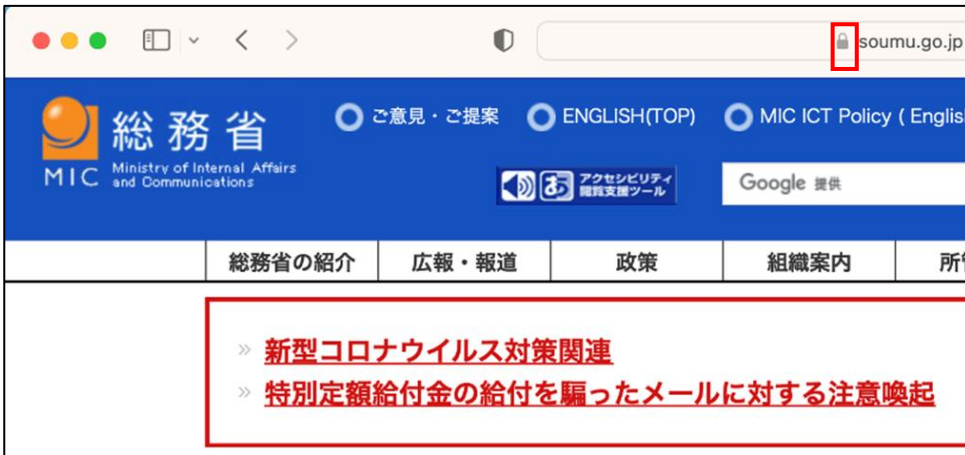 soumu.go.jp
総務省
MIC
Ministry of Internal Affairs
and Communications
ご意見・ご提案
ENGLISH(TOP)
MIC ICT Policy ( Englis
あ
アクセシビリティ
閲覧支援ツール
Google 提供
総務省の紹介
広報・報道
政策
組織案内
所
» 新型コロナウイルス対策関連
» 特別定額給付金の給付を騙ったメールに対する注意喚起